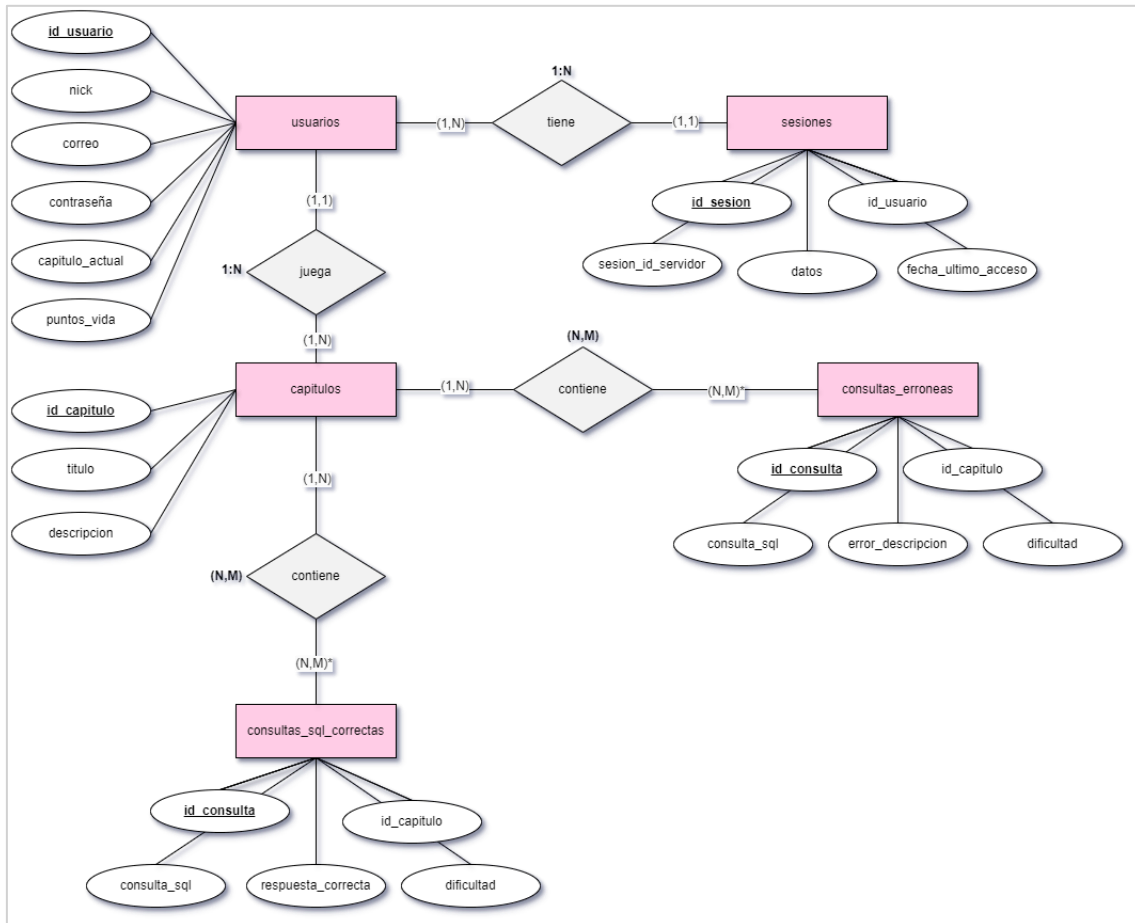 id_usuario
nick
correo
contraseña
capitulo_actual
puntos_vida
usuarios
(1,N)
1:N
tiene
(1,1)
sesiones
id_sesion
id_usuario
sesion_id_servidor
datos
fecha_ultimo_acceso
(1,1)
1:N
juega
(1,N)
capitulos
id_capitulo
titulo
descripcion
(1,N)
(N,M)
contiene
(N,M)*
consultas_erroneas
id_consulta
id_capitulo
consulta_sql
error_descripcion
dificultad
(1,N)
(N,M)
contiene
(N,M)*
consultas_sql_correctas
id_consulta
id_capitulo
consulta_sql
respuesta_correcta
dificultad